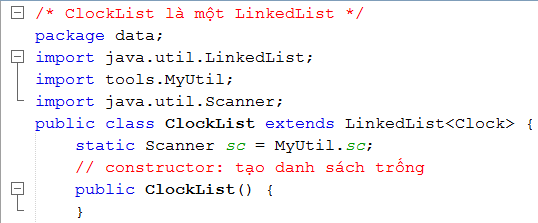 /* ClockList là một LinkedList */
package data;
import java.util.LinkedList;
import tools.MyUtil;
import java.util.Scanner;
public class ClockList extends LinkedList<Clock> {
    static Scanner sc = MyUtil.sc;
    // constructor: tạo danh sách trống
    public ClockList() {
    }